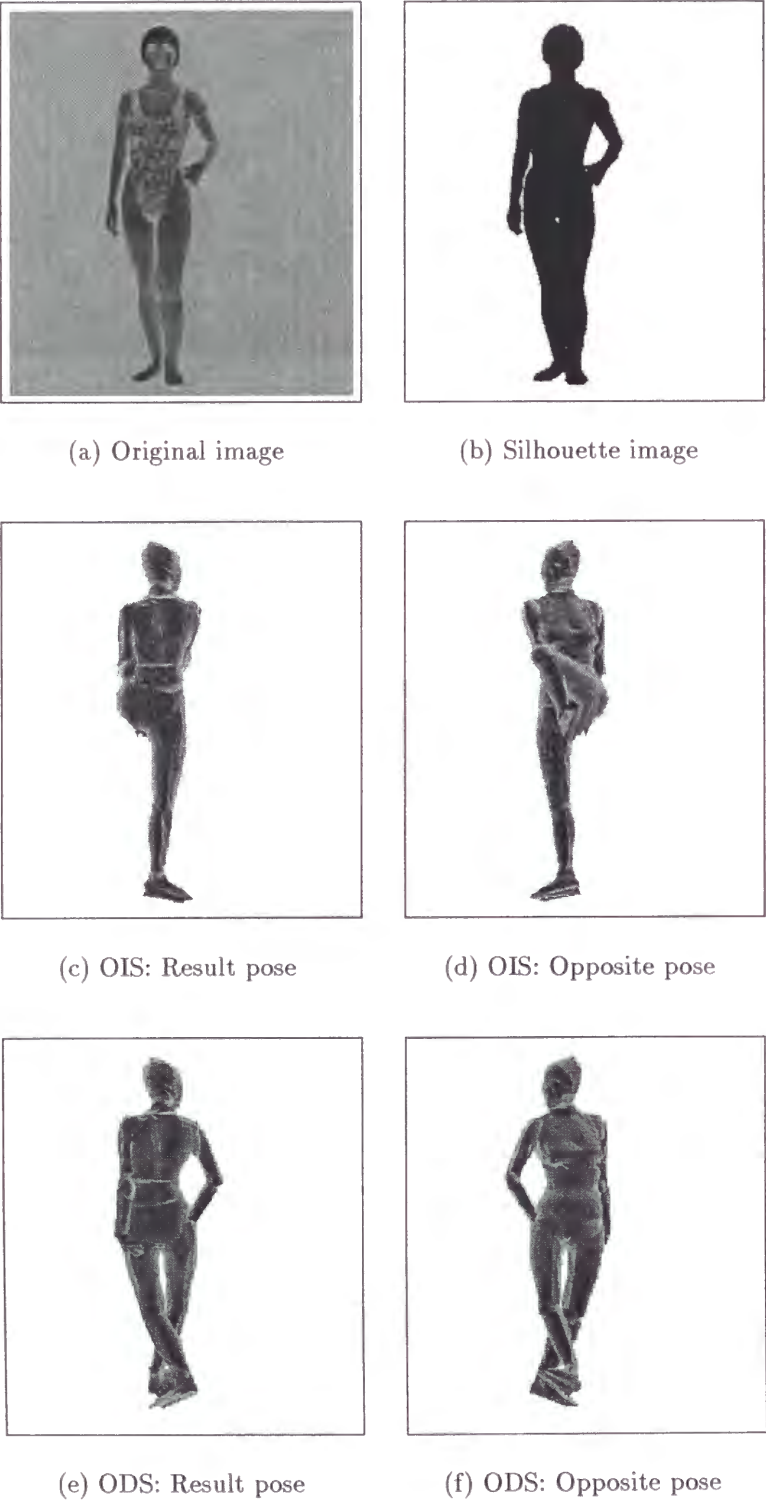 (a) Original image
(b) Silhouette image
(c) OIS: Result pose
(d) OIS: Opposite pose
(e) ODS: Result pose
(f) ODS: Opposite pose